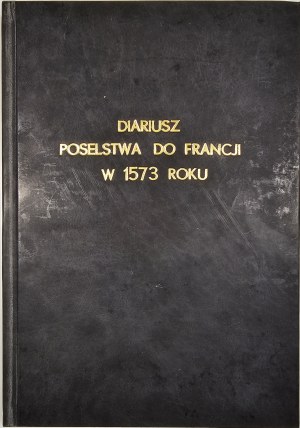 DIARIUSZ
POSELSTWA DO FRANCJI
W 1573 ROKU